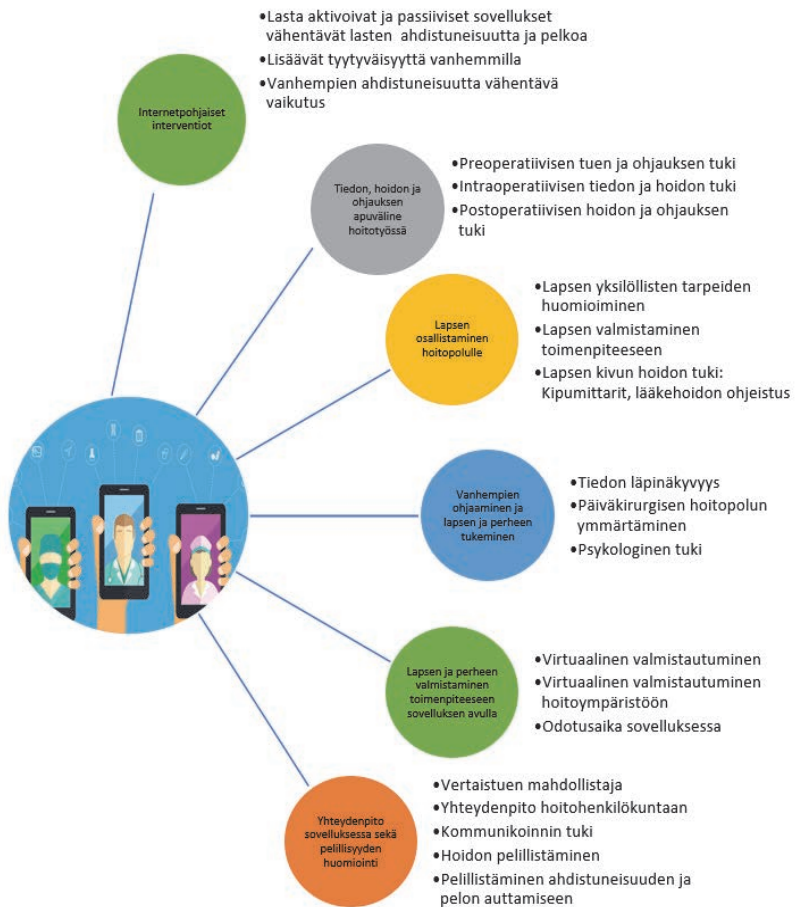 •Lasta aktivoivat ja passiiviset sovellukset
vähentävät lasten ahdistuneisuutta ja pelkoa
•Lisäävät tyytyväisyyttä vanhemmilla
•Vanhempien ahdistuneisuutta vähentävä
vaikutus
Internetpohjaiset
interventiot
Tiedon, hoidon ja
ohjauksen
apuväline
hoitotyössä
•Preoperatiivisen tuen ja ohjauksen tuki
•Intraoperatiivisen tiedon ja hoidon tuki
•Postoperatiivisen hoidon ja ohjauksen
tuki
Lapsen
osallistaminen
hoitopolulle
•Lapsen yksilöllisten tarpeiden
huomioiminen
•Lapsen valmistaminen
toimenpiteeseen
•Lapsen kivun hoidon tuki:
Kipumittarit, lääkehoidon ohjeistus
Vanhempien
ohjaaminen ja
lapsen ja perheen
tukeminen
•Tiedon läpinäkyvyys
•Päiväkirurgisen hoitopolun
ymmärtäminen
•Psykologinen tuki
Lapsen ja perheen
valmistaminen
toimenpiteeseen
sovelluksen avulla
•Virtuaalinen valmistautuminen
•Virtuaalinen valmistautuminen
hoitoympäristöön
•Odotusaika sovelluksessa
Yhteydenpito
sovelluksessa sekä
pelillisyyden
huomiointi
•Vertaistuen mahdollistaja
•Yhteydenpito hoitohenkilökuntaan
•Kommunikoinnin tuki
•Hoidon pelillistäminen
•Pelillistäminen ahdistuneisuuden ja
pelon auttamiseen